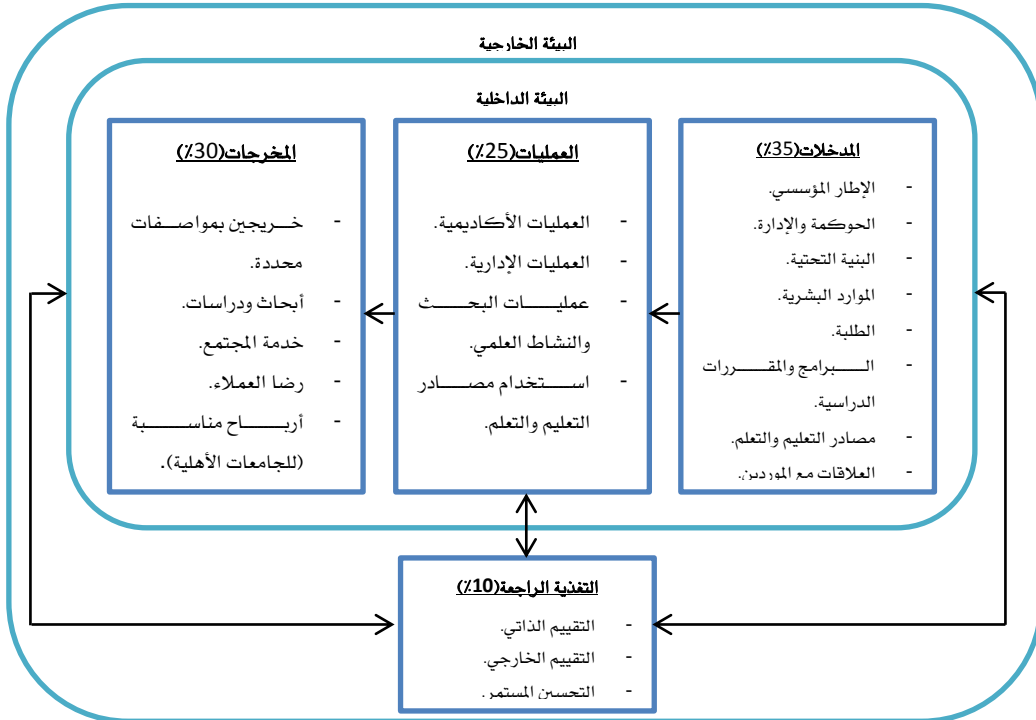 البيئة الخارجية
البيئة الداخلية
المدخلات(35٪)
- الإطار المؤسسي.
- الحوكمة والإدارة.
- البنية التحتية.
- الموارد البشرية.
- الطلبة.
- البرامج والمقررات
الدراسية.
- مصادر التعليم والتعلم.
- العلاقات مع الموردين.
العمليات(25٪)
- العمليات الأكاديمية.
- العمليات الإدارية.
- عمليات البحث
والنشاط العلمي.
- استخدام مصادر
التعليم والتعلم.
المخرجات(30٪)
- خريجين بمواصفات
محددة.
- أبحاث ودراسات.
- خدمة المجتمع.
- رضا العملاء.
- أرباح مناسبة
(للجامعات الأهلية).
التغذية الراجعة(10٪)
- التقييم الذاتي.
- التقييم الخارجي.
- التحسين المستمر.